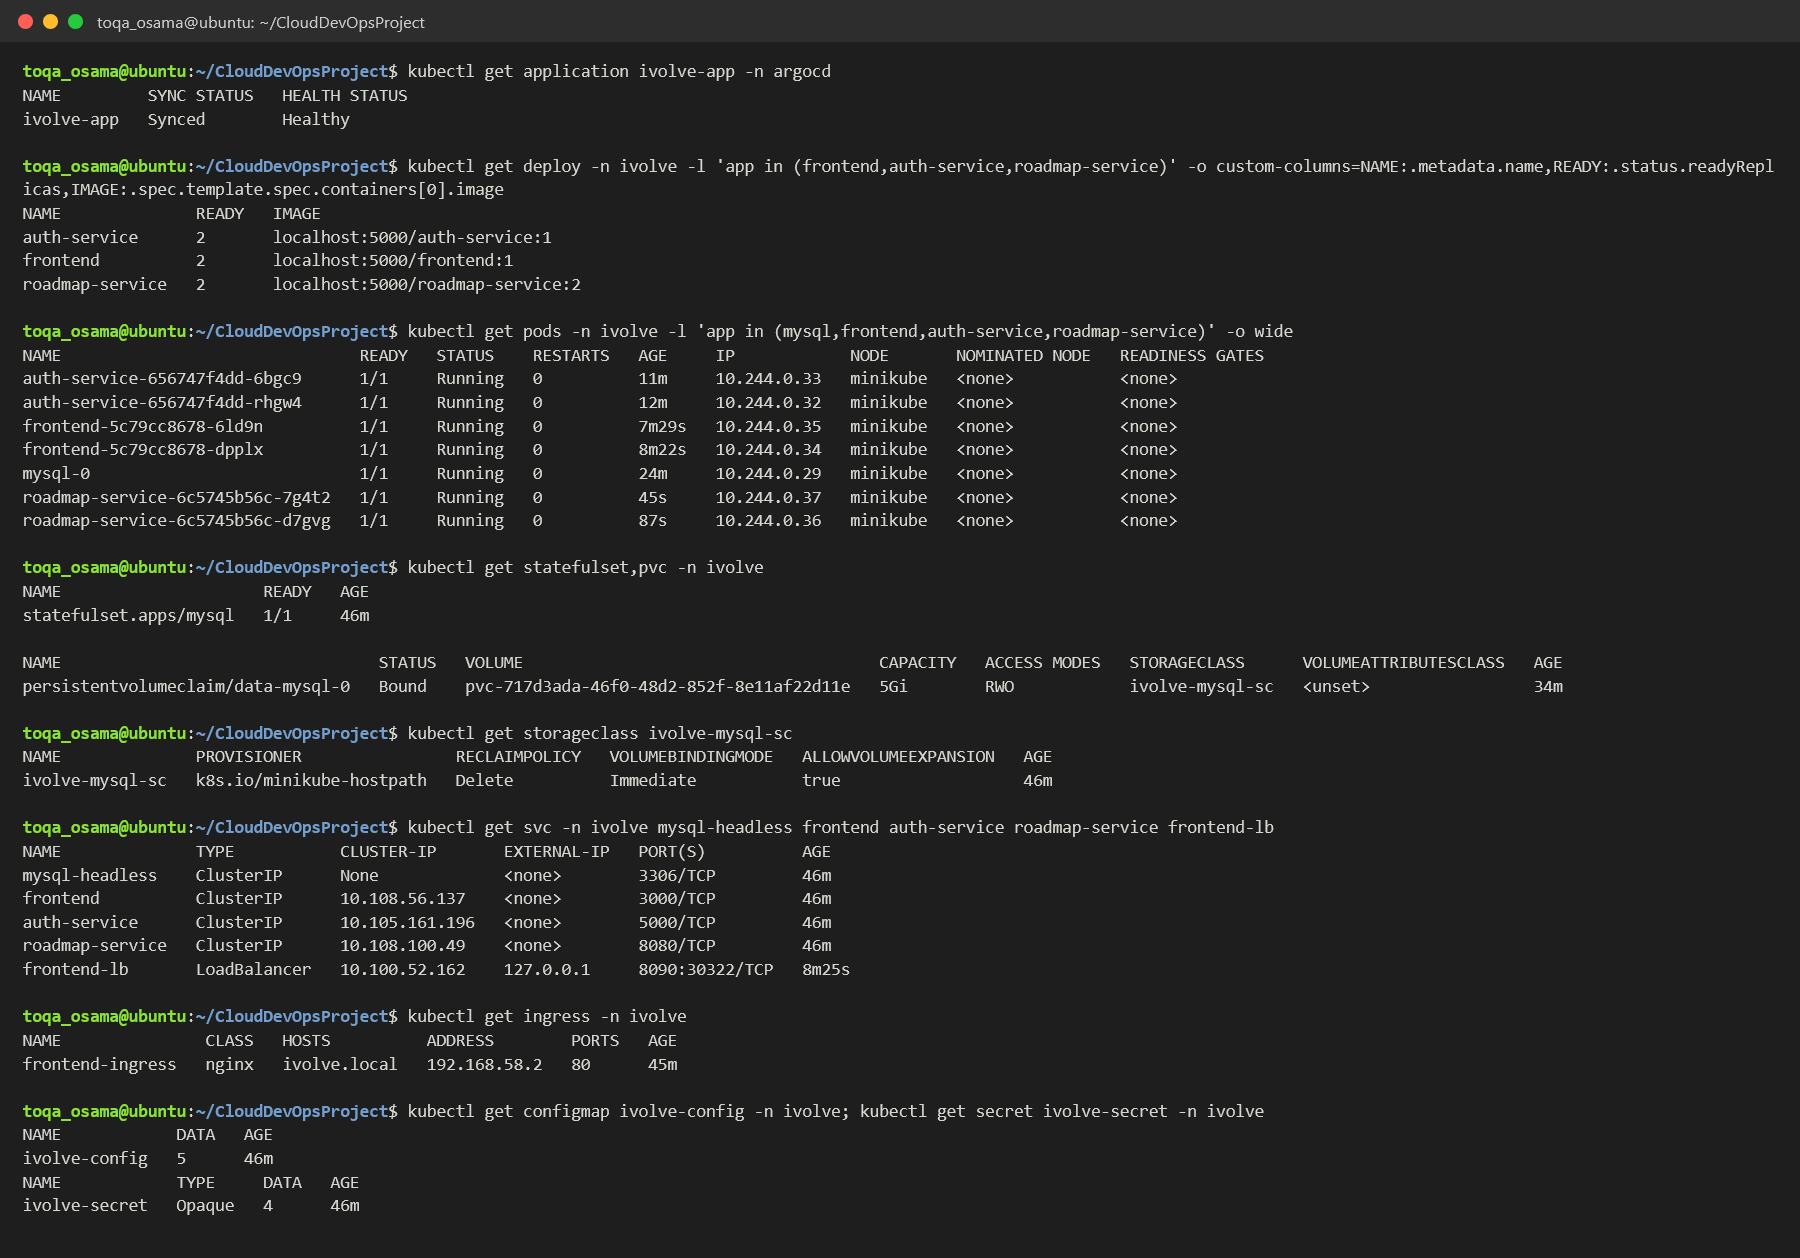 toqa_osama@ubuntu: ~/CloudDevOpsProject
toqa_osama@ubuntu:~/CloudDevOpsProject$ kubectl get application ivolve-app -n argocd
NAME         SYNC STATUS   HEALTH STATUS
ivolve-app   Synced        Healthy
toqa_osama@ubuntu:~/CloudDevOpsProject$ kubectl get deploy -n ivolve -l 'app in (frontend,auth-service,roadmap-service)' -o custom-columns=NAME:.metadata.name,READY:.status.readyRepl
icas,IMAGE:.spec.template.spec.containers[0].image
NAME              READY   IMAGE
auth-service      2       localhost:5000/auth-service:1
frontend          2       localhost:5000/frontend:1
roadmap-service   2       localhost:5000/roadmap-service:2
toqa_osama@ubuntu:~/CloudDevOpsProject$ kubectl get pods -n ivolve -l 'app in (mysql,frontend,auth-service,roadmap-service)' -o wide
NAME                               READY   STATUS    RESTARTS   AGE     IP            NODE       NOMINATED NODE   READINESS GATES
auth-service-656747f4dd-6bgc9      1/1     Running   0          11m     10.244.0.33   minikube   <none>           <none>
auth-service-656747f4dd-rhgw4      1/1     Running   0          12m     10.244.0.32   minikube   <none>           <none>
frontend-5c79cc8678-6ld9n          1/1     Running   0          7m29s   10.244.0.35   minikube   <none>           <none>
frontend-5c79cc8678-dpplx          1/1     Running   0          8m22s   10.244.0.34   minikube   <none>           <none>
mysql-0                            1/1     Running   0          24m     10.244.0.29   minikube   <none>           <none>
roadmap-service-6c5745b56c-7g4t2   1/1     Running   0          45s     10.244.0.37   minikube   <none>           <none>
roadmap-service-6c5745b56c-d7gvg   1/1     Running   0          87s     10.244.0.36   minikube   <none>           <none>
toqa_osama@ubuntu:~/CloudDevOpsProject$ kubectl get statefulset,pvc -n ivolve
NAME                     READY   AGE
statefulset.apps/mysql   1/1     46m
NAME                                 STATUS   VOLUME                                     CAPACITY   ACCESS MODES   STORAGECLASS      VOLUMEATTRIBUTESCLASS   AGE
persistentvolumeclaim/data-mysql-0   Bound    pvc-717d3ada-46f0-48d2-852f-8e11af22d11e   5Gi        RWO            ivolve-mysql-sc   <unset>                 34m
toqa_osama@ubuntu:~/CloudDevOpsProject$ kubectl get storageclass ivolve-mysql-sc
NAME              PROVISIONER                RECLAIMPOLICY   VOLUMEBINDINGMODE   ALLOWVOLUMEEXPANSION   AGE
ivolve-mysql-sc   k8s.io/minikube-hostpath   Delete          Immediate           true                   46m
toqa_osama@ubuntu:~/CloudDevOpsProject$ kubectl get svc -n ivolve mysql-headless frontend auth-service roadmap-service frontend-lb
NAME              TYPE           CLUSTER-IP       EXTERNAL-IP   PORT(S)          AGE
mysql-headless    ClusterIP      None             <none>        3306/TCP         46m
frontend          ClusterIP      10.108.56.137    <none>        3000/TCP         46m
auth-service      ClusterIP      10.105.161.196   <none>        5000/TCP         46m
roadmap-service   ClusterIP      10.108.100.49    <none>        8080/TCP         46m
frontend-lb       LoadBalancer   10.100.52.162    127.0.0.1     8090:30322/TCP   8m25s
toqa_osama@ubuntu:~/CloudDevOpsProject$ kubectl get ingress -n ivolve
NAME               CLASS   HOSTS          ADDRESS        PORTS   AGE
frontend-ingress   nginx   ivolve.local   192.168.58.2   80      45m
toqa_osama@ubuntu:~/CloudDevOpsProject$ kubectl get configmap ivolve-config -n ivolve; kubectl get secret ivolve-secret -n ivolve
NAME            DATA   AGE
ivolve-config   5      46m
NAME            TYPE     DATA   AGE
ivolve-secret   Opaque   4      46m